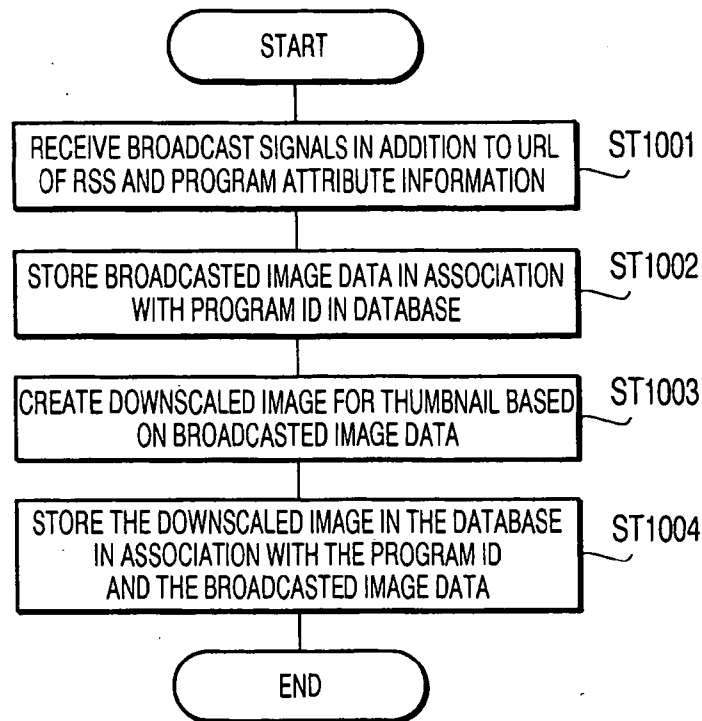 START
RECEIVE BROADCAST SIGNALS IN ADDITION TO URL
OF RSS AND PROGRAM ATTRIBUTE INFORMATION
ST1001
STORE BROADCASTED IMAGE DATA IN ASSOCIATION
WITH PROGRAM ID IN DATABASE
ST1002
CREATE DOWNSCALED IMAGE FOR THUMBNAIL BASED
ON BROADCASTED IMAGE DATA
ST1003
STORE THE DOWNSCALED IMAGE IN THE DATABASE
IN ASSOCIATION WITH THE PROGRAM ID
AND THE BROADCASTED IMAGE DATA
ST1004
END